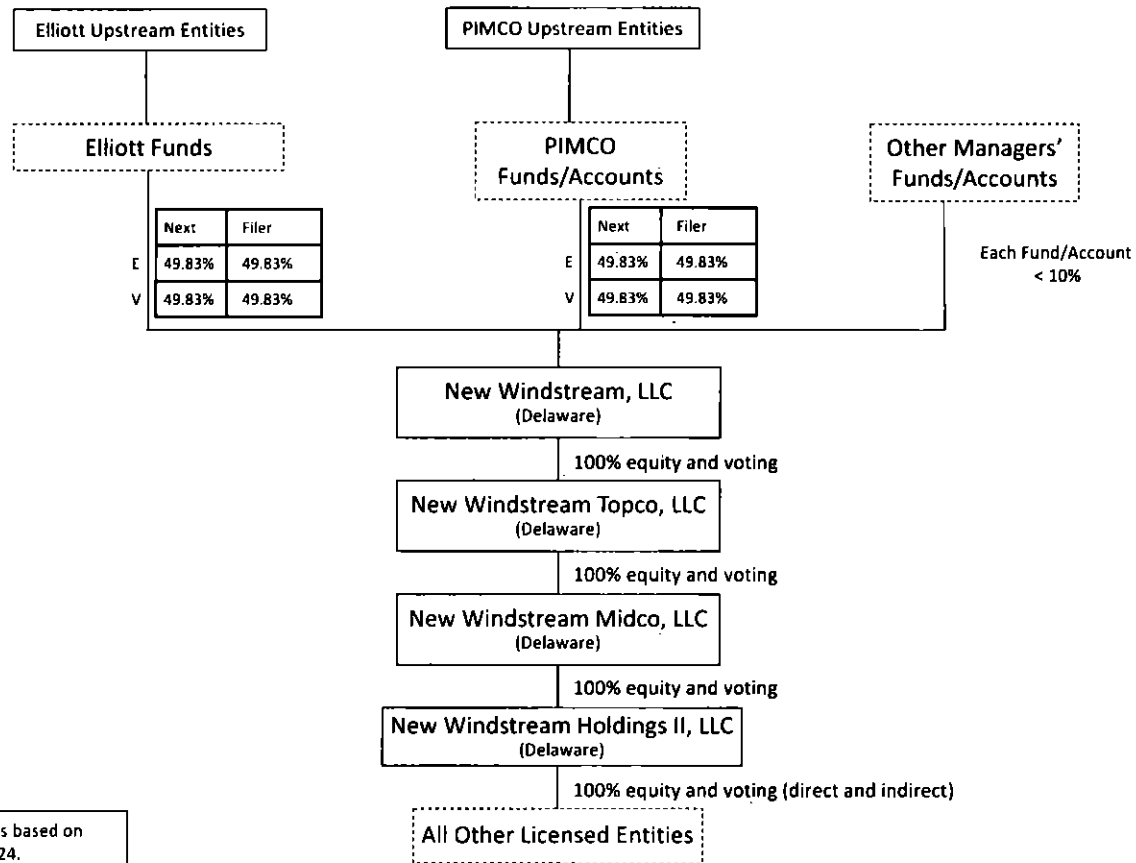 Elliott Upstream Entities
PIMCO Upstream Entities
Elliott Funds
PIMCO
Funds/Accounts
Other Managers'
Funds/Accounts
Next Filer
E 49.83% 49.83%
V 49.83% 49.83%
Next Filer
E 49.83% 49.83%
V 49.83% 49.83%
Each Fund/Account
< 10%
New Windstream, LLC
(Delaware)
100% equity and voting
New Windstream Topco, LLC
(Delaware)
100% equity and voting
New Windstream Midco, LLC
(Delaware)
100% equity and voting
New Windstream Holdings II, LLC
(Delaware)
100% equity and voting (direct and indirect)
All Other Licensed Entities
s based on
24.